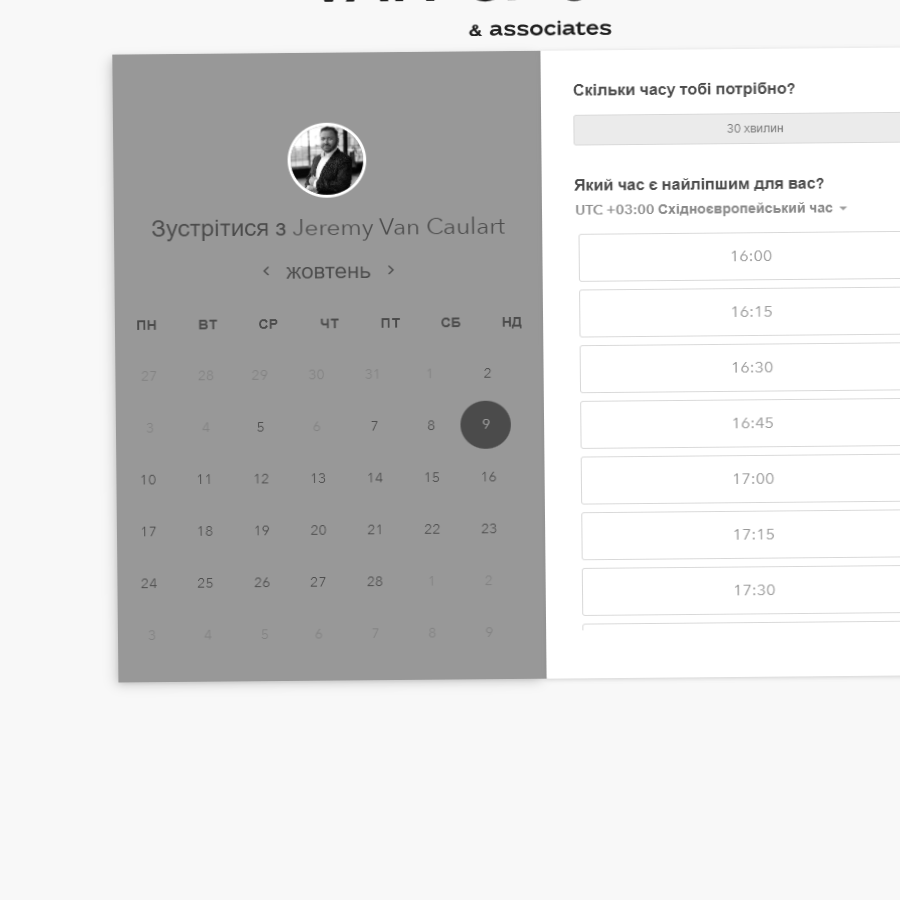 & associates
Зустрітися з Jeremy Van Caulart
жовтень
ПН ВТ СР ЧТ ПТ СБ НД
27 28 29 30 31 1 2
3 4 5 6 7 8 9
10 11 12 13 14 15 16
17 18 19 20 21 22 23
24 25 26 27 28 1 2
3 4 5 6 7 8 9
Скільки часу тобі потрібно?
30 хвилин
Який час є найліпшим для вас?
UTC +03:00 Східноєвропейський час
16:00
16:15
16:30
16:45
17:00
17:15
17:30